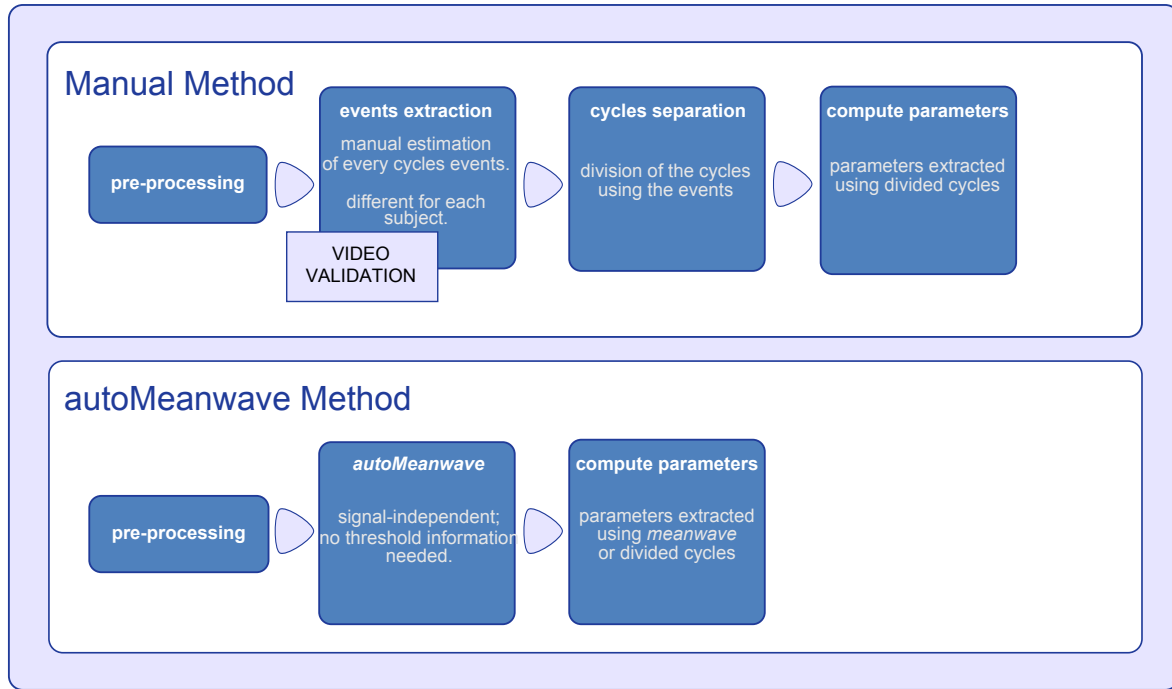 Manual Method
pre-processing
events extraction
manual estimation
of every cycles events.
different for each
subject.
VIDEO
VALIDATION
cycles separation
division of the cycles
using the events
compute parameters
parameters extracted
using divided cycles
autoMeanwave Method
pre-processing
autoMeanwave
signal-independent;
no threshold information
needed.
compute parameters
parameters extracted
using meanwave
or divided cycles